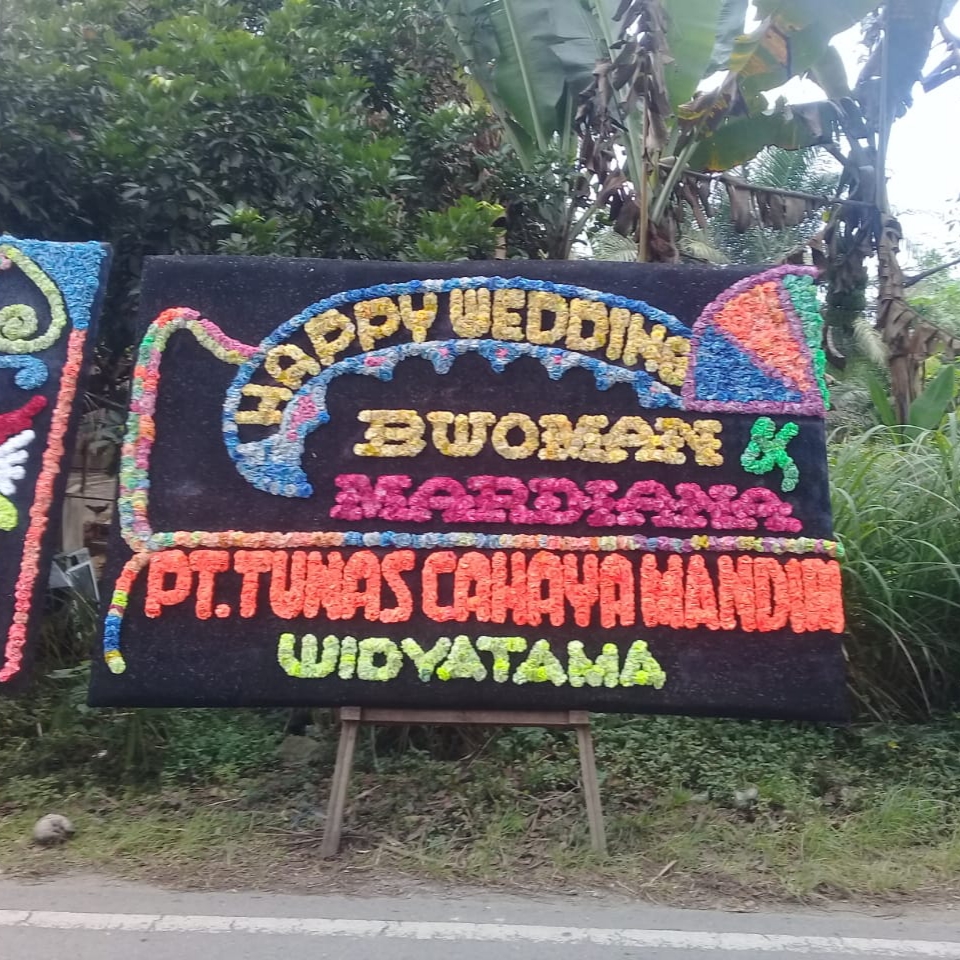 HAPPY WEDDING
BWOMAN &
MARDIANA
PT. TUNAS CAHAYA MANDIRI
WIDYATAMA